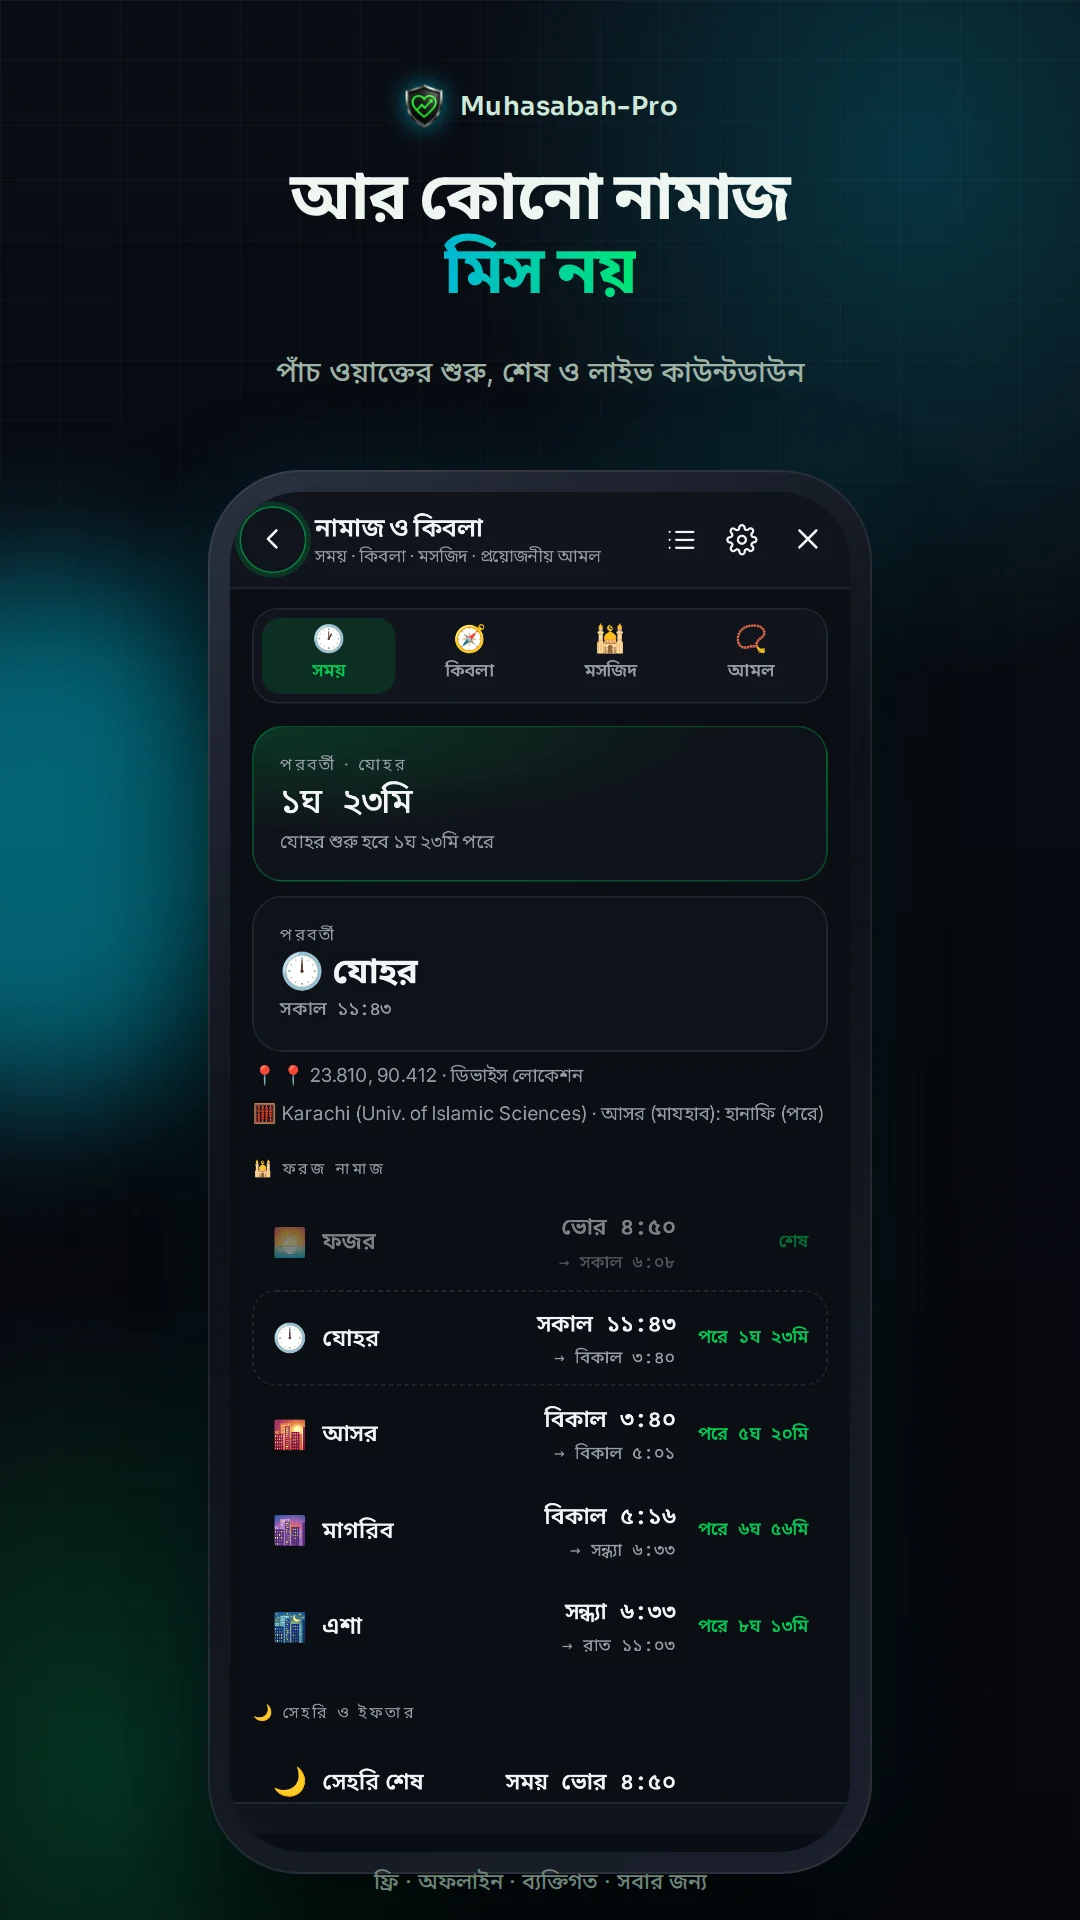 Muhasabah-Pro
আর কোনো নামাজ
মিস নয়
পাঁচ ওয়াক্তের শুরু, শেষ ও লাইভ কাউন্টডাউন
নামাজ ও কিবলা
সময় · কিবলা · মসজিদ · প্রয়োজনীয় আমল
সময় কিবলা মসজিদ আমল
পরবর্তী · যোহর
১ঘ ২৩মি
যোহর শুরু হবে ১ঘ ২৩মি পরে
পরবর্তী
যোহর
সকাল ১১:৪৩
23.810, 90.412 · ডিভাইস লোকেশন
Karachi (Univ. of Islamic Sciences) · আসর (মাযহাব): হানাফি (পরে)
ফরজ নামাজ
ফজর ভোর ৪:৫০ শেষ
→ সকাল ৬:০৮
যোহর সকাল ১১:৪৩ পরে ১ঘ ২৩মি
→ বিকাল ৩:৪০
আসর বিকাল ৩:৪০ পরে ৫ঘ ২০মি
→ বিকাল ৫:০১
মাগরিব বিকাল ৫:১৬ পরে ৬ঘ ৫৬মি
→ সন্ধ্যা ৬:৩৩
এশা সন্ধ্যা ৬:৩৩ পরে ৮ঘ ১৩মি
→ রাত ১১:০৩
সেহরি ও ইফতার
সেহরি শেষ সময় ভোর ৪:৫০
ফ্রি · অফলাইন · ব্যক্তিগত · সবার জন্য